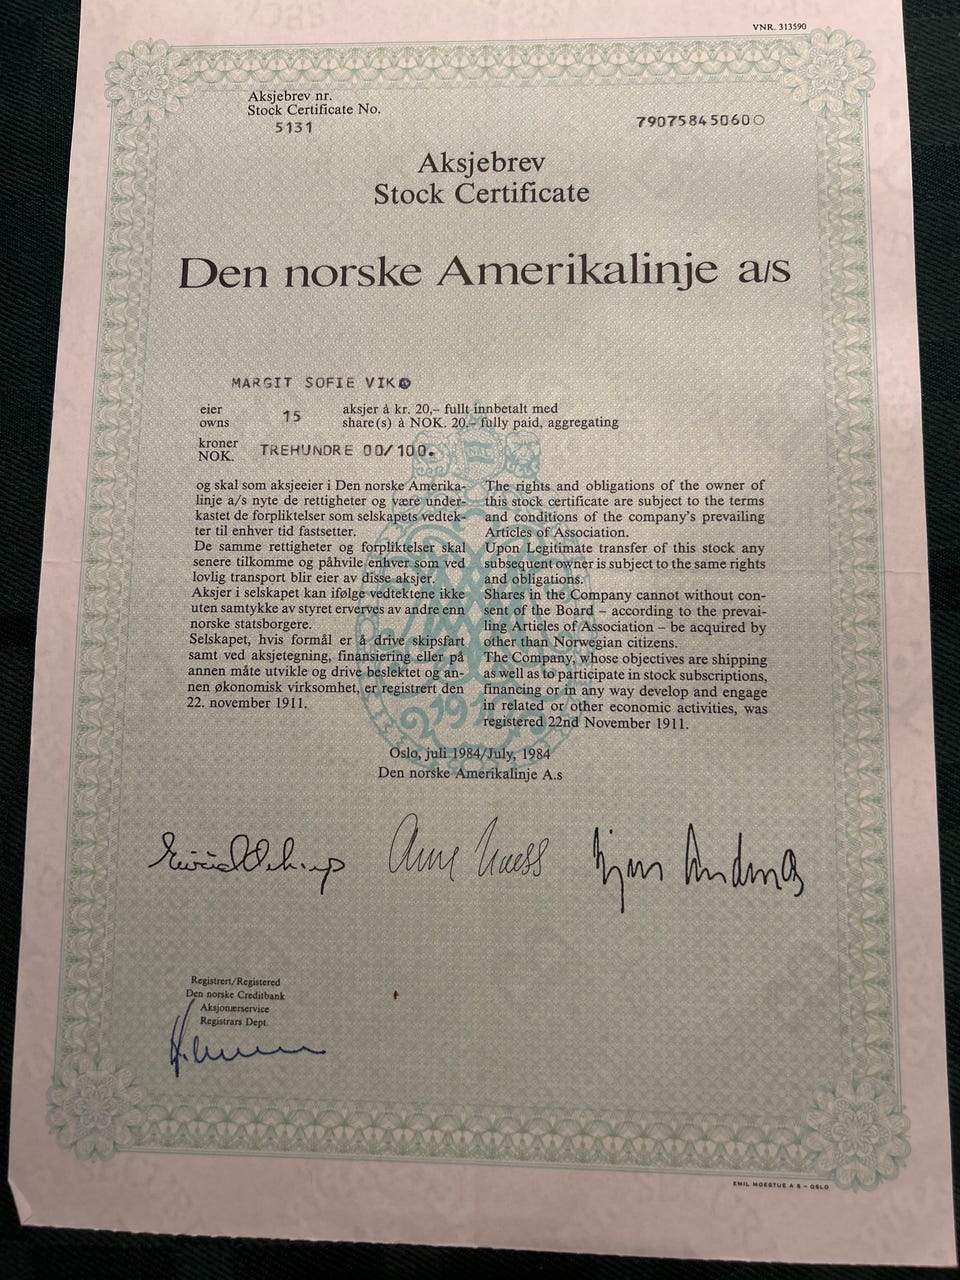 VNR. 313590
Aksjebrev nr.
Stock Certificate No.
5131
790758450600
Aksjebrev
Stock Certificate
Den norske Amerikalinje a/s
MARGIT SOFIE VIK
eier
owns
15
aksjer à kr. 20,– fullt innbetalt med
share(s) à NOK. 20,– fully paid, aggregating
kroner
NOK.
TREHUNDRE 00/100.
og skal som aksjeeier i Den norske Amerika-
linje a/s nyte de rettigheter og være under-
kastet de forpliktelser som selskapets vedtek-
ter til enhver tid fastsetter.
De samme rettigheter og forpliktelser skal
senere tilkomme og påhvile enhver som ved
lovlig transport blir eier av disse aksjer.
Aksjer i selskapet kan ifølge vedtektene ikke
uten samtykke av styret erverves av andre enn
norske statsborgere.
Selskapet, hvis formål er å drive skipsfart
samt ved aksjetegning, finansiering eller på
annen måte utvikle og drive beslektet og an-
nen økonomisk virksomhet, er registrert den
22. november 1911.
The rights and obligations of the owner of
this stock certificate are subject to the terms
and conditions of the company's prevailing
Articles of Association.
Upon Legitimate transfer of this stock any
subsequent owner is subject to the same rights
and obligations.
Shares in the Company cannot without con-
sent of the Board – according to the prevai-
ling Articles of Association – be acquired by
other than Norwegian citizens.
The Company, whose objectives are shipping
as well as to participate in stock subscriptions,
financing or in any way develop and engage
in related or other economic activities, was
registered 22nd November 1911.
Oslo, juli 1984/July, 1984
Den norske Amerikalinje A.s
Arne Næss
Registrert/Registered
Den norske Creditbank
Aksjonærservice
Registrars Dept.
EMIL MOESTUE A S – OSLO